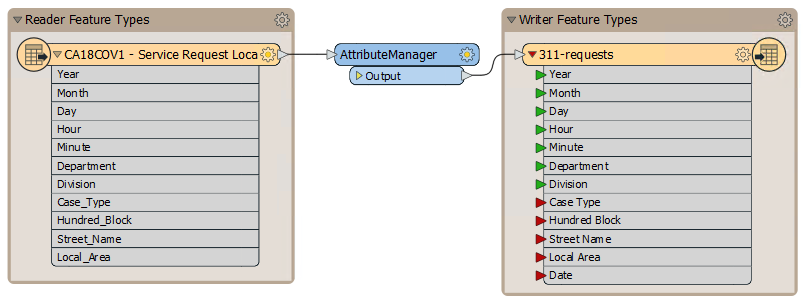 Reader Feature Types
CA18COV1 - Service Request Loca
Year
Month
Day
Hour
Minute
Department
Division
Case_Type
Hundred_Block
Street_Name
Local_Area
AttributeManager
Output
Writer Feature Types
311-requests
Year
Month
Day
Hour
Minute
Department
Division
Case Type
Hundred Block
Street Name
Local Area
Date